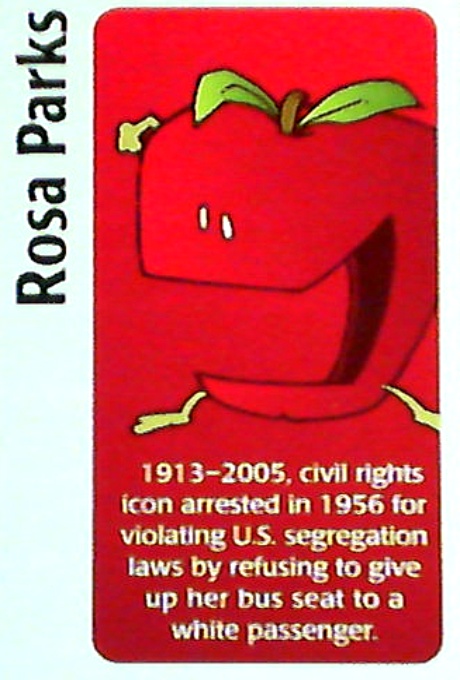 Rosa Parks
1913–2005, civil rights
icon arrested in 1956 for
violating U.S. segregation
laws by refusing to give
up her bus seat to a
white passenger.